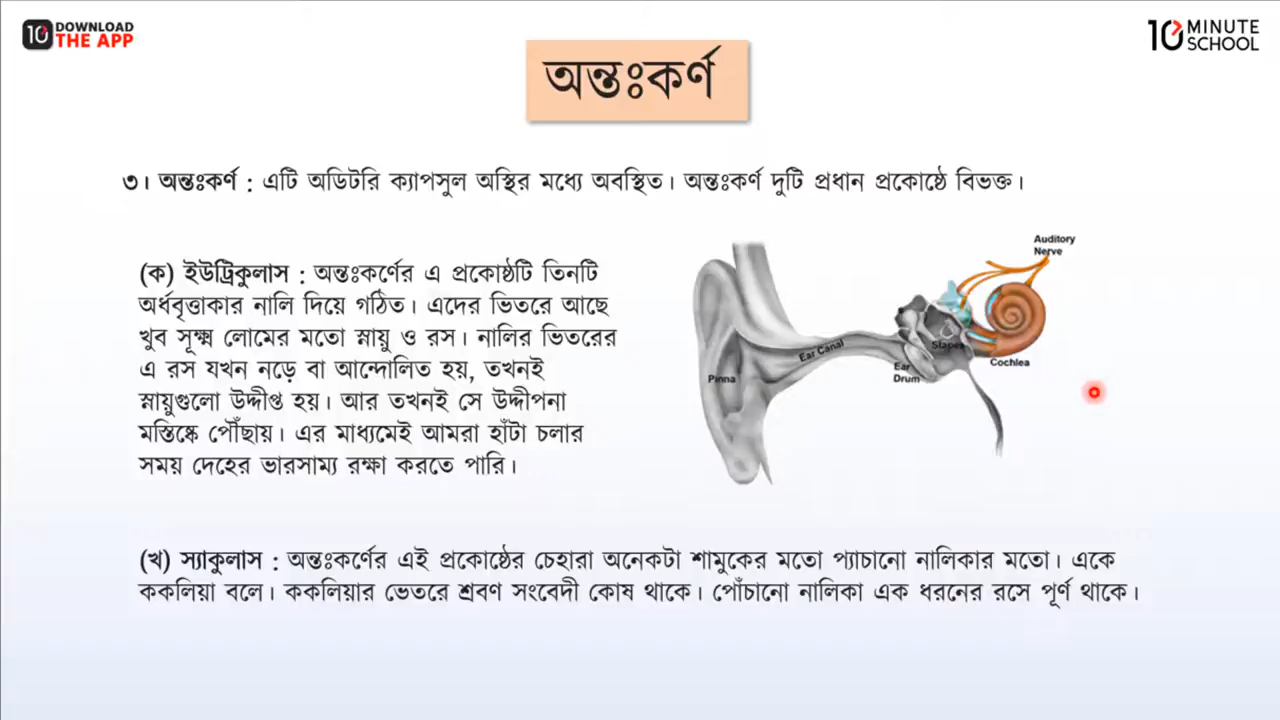 DOWNLOAD
THE APP
10 MINUTE
SCHOOL
অন্তঃকর্ণ
৩। অন্তঃকর্ণ : এটি অডিটরি ক্যাপসুল অস্থির মধ্যে অবস্থিত। অন্তঃকর্ণ দুটি প্রধান প্রকোষ্ঠে বিভক্ত।
(ক) ইউট্রিকুলাস : অন্তঃকর্ণের এ প্রকোষ্ঠটি তিনটি
অর্ধবৃত্তাকার নালি দিয়ে গঠিত। এদের ভিতরে আছে
খুব সূক্ষ্ম লোমের মতো স্নায়ু ও রস। নালির ভিতরের
এ রস যখন নড়ে বা আন্দোলিত হয়, তখনই
স্নায়ুগুলো উদ্দীপ্ত হয়। আর তখনই সে উদ্দীপনা
মস্তিষ্কে পৌঁছায়। এর মাধ্যমেই আমরা হাঁটা চলার
সময় দেহের ভারসাম্য রক্ষা করতে পারি।
Auditory
Nerve
Stapes
Ear Canal
Cochlea
Ear
Drum
Pinna
(খ) স্যাকুলাস : অন্তঃকর্ণের এই প্রকোষ্ঠের চেহারা অনেকটা শামুকের মতো প্যাচানো নালিকার মতো। একে
ককলিয়া বলে। ককলিয়ার ভেতরে শ্রবণ সংবেদী কোষ থাকে। পোঁচানো নালিকা এক ধরনের রসে পূর্ণ থাকে।